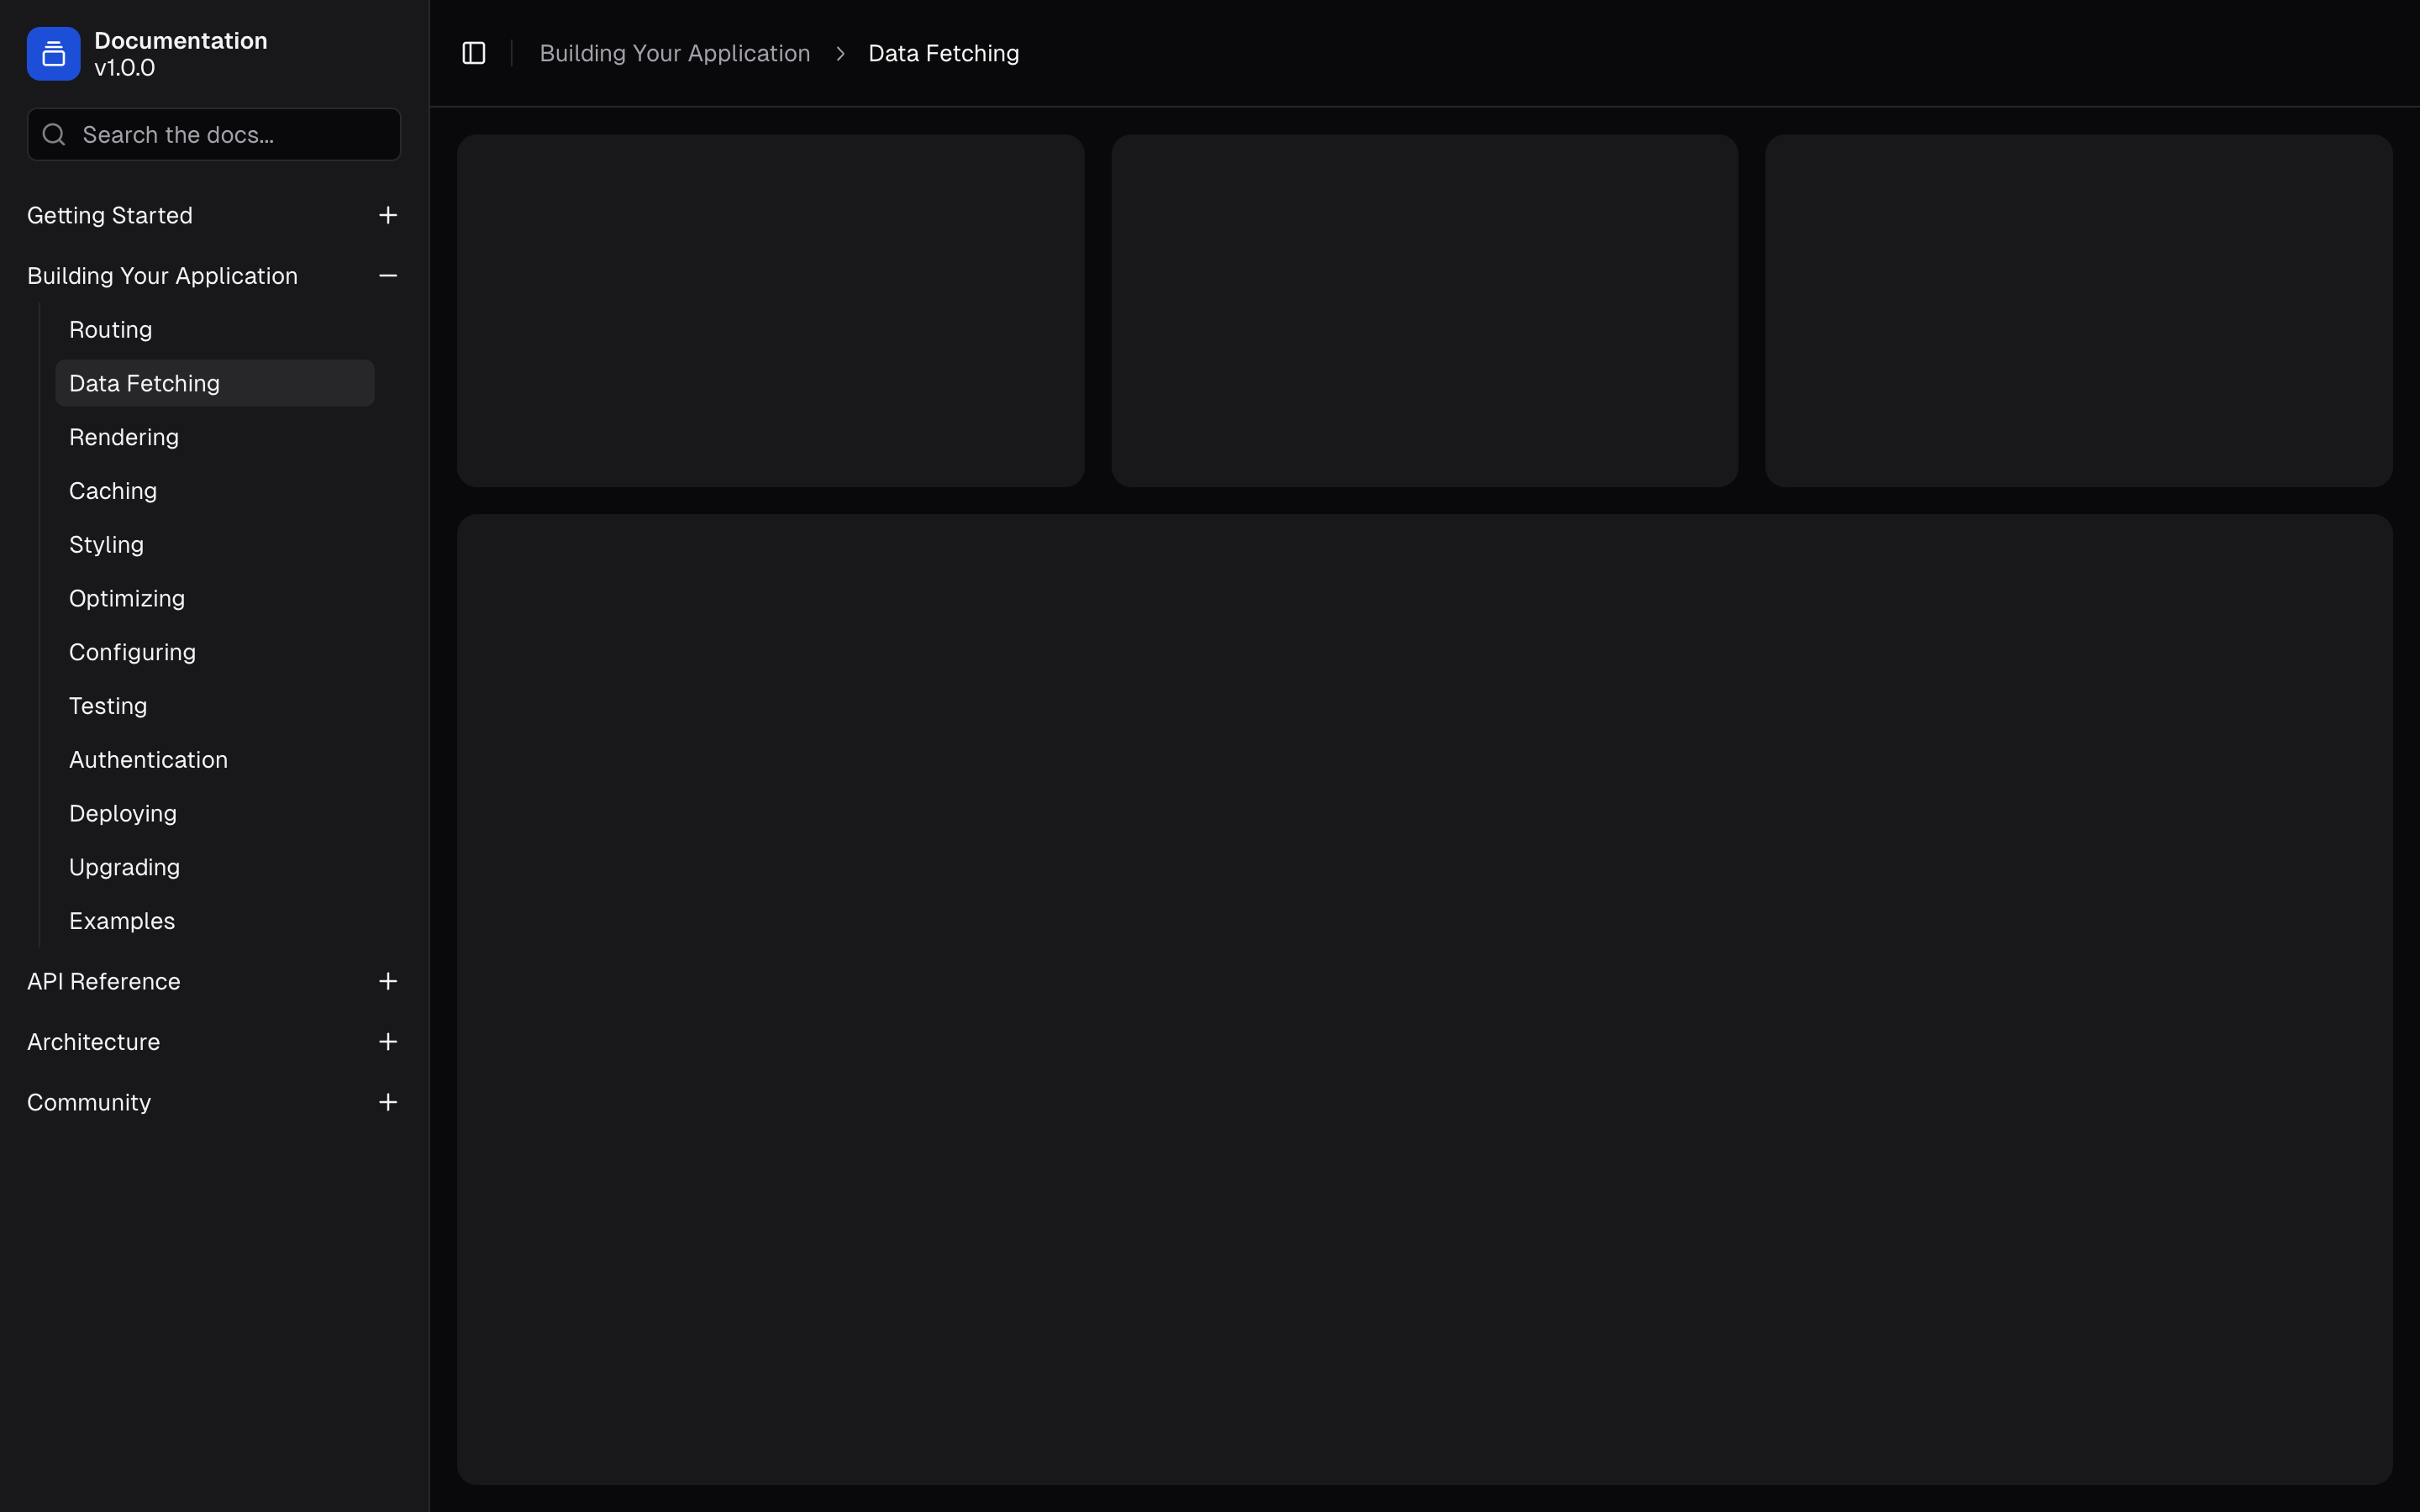 Documentation
v1.0.0
Search the docs...
Getting Started
Building Your Application
Routing
Data Fetching
Rendering
Caching
Styling
Optimizing
Configuring
Testing
Authentication
Deploying
Upgrading
Examples
API Reference
Architecture
Community
Building Your Application
Data Fetching